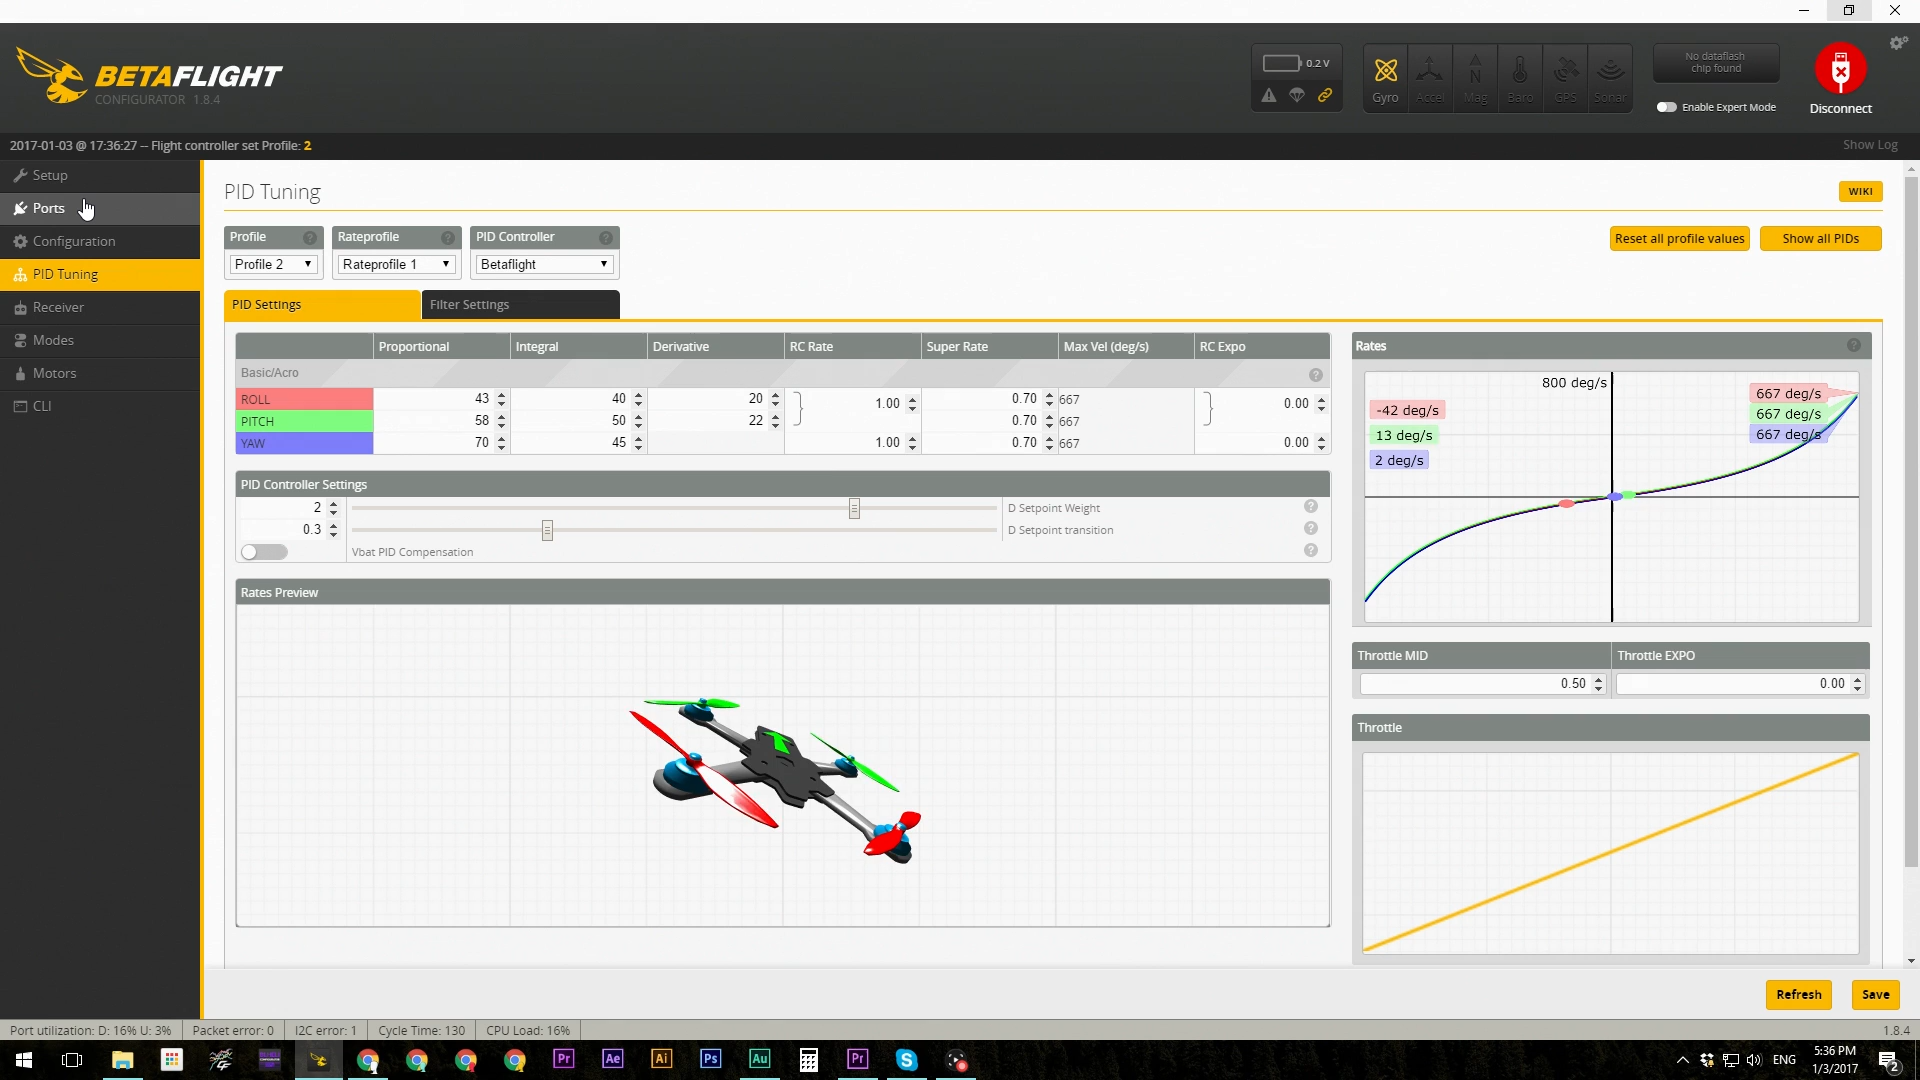 BETAFLIGHT
CONFIGURATOR 1.8.4
0.2 V
Gyro
Accel
Mag
Baro
GPS
Sonar
No dataflash
chip found
Enable Expert Mode
Disconnect
2017-01-03 @ 17:36:27 -- Flight controller set Profile: 2
Show Log
Setup
Ports
Configuration
PID Tuning
Receiver
Modes
Motors
CLI
PID Tuning
WIKI
Profile
Rateprofile
PID Controller
Profile 2
Rateprofile 1
Betaflight
Reset all profile values
Show all PIDs
PID Settings
Filter Settings
Proportional Integral Derivative RC Rate Super Rate Max Vel (deg/s) RC Expo
Basic/Acro
ROLL 43 40 20 1.00 0.70 667 0.00
PITCH 58 50 22 0.70 667
YAW 70 45 1.00 0.70 667 0.00
PID Controller Settings
2 D Setpoint Weight
0.3 D Setpoint transition
Vbat PID Compensation
Rates Preview
Rates
800 deg/s
-42 deg/s
13 deg/s
2 deg/s
667 deg/s
667 deg/s
667 deg/s
Throttle MID
Throttle EXPO
0.50
0.00
Throttle
Refresh
Save
Port utilization: D: 16% U: 3%
Packet error: 0
I2C error: 1
Cycle Time: 130
CPU Load: 16%
1.8.4
Pr
Ae
Ai
Ps
Au
Pr
ENG
5:36 PM
1/3/2017
2